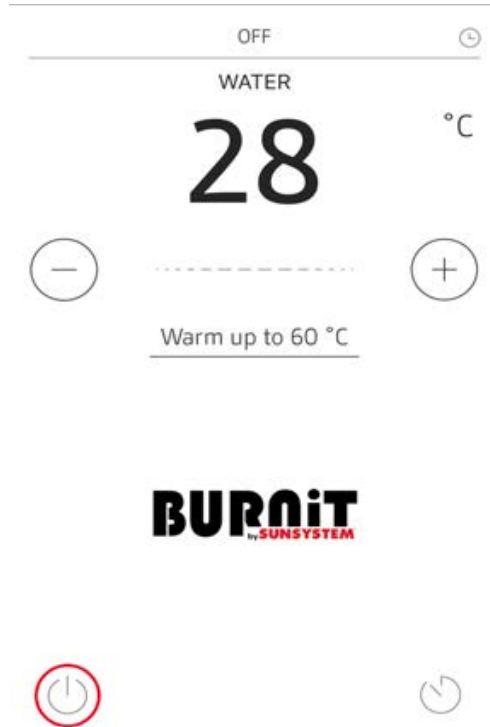 OFF
WATER
28 °C
Warm up to 60 °C
BURNiT
by SUNSYSTEM